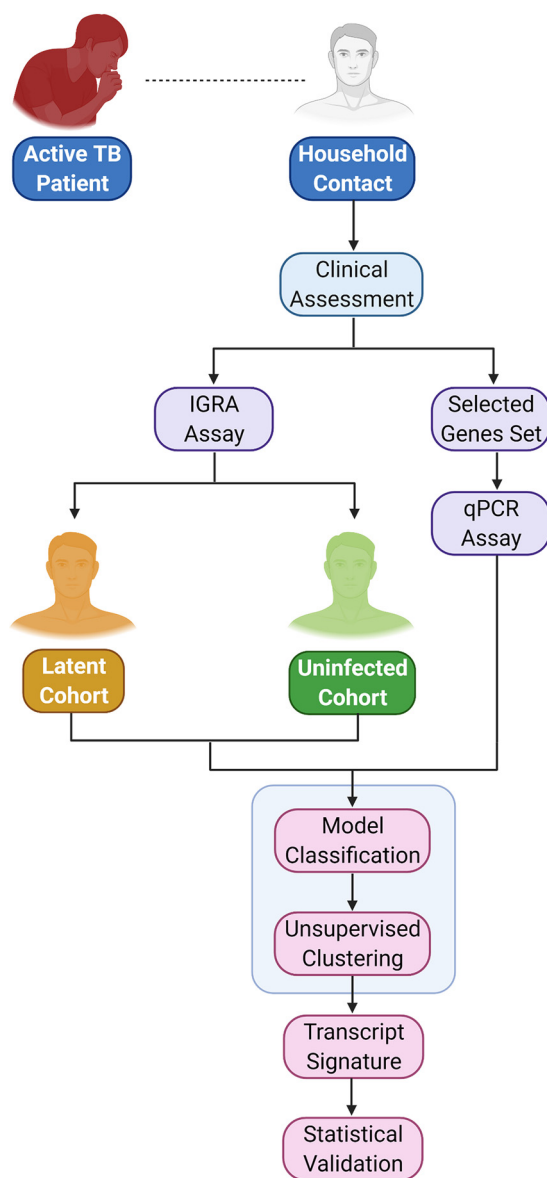 Active TB
Patient
Household
Contact
Clinical
Assessment
IGRA
Assay
Selected
Genes Set
qPCR
Assay
Latent
Cohort
Uninfected
Cohort
Model
Classification
Unsupervised
Clustering
Transcript
Signature
Statistical
Validation